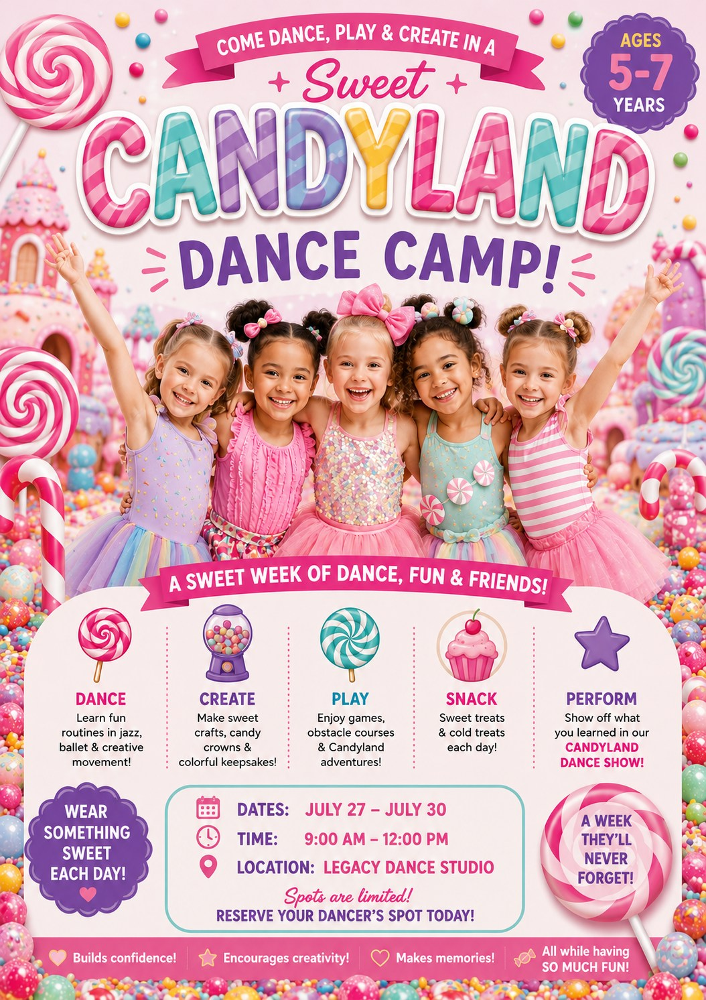 COME DANCE, PLAY & CREATE IN A
Sweet
AGES
5-7
YEARS
CANDYLAND
DANCE CAMP!
A SWEET WEEK OF DANCE, FUN & FRIENDS!
DANCE
Learn fun
routines in jazz,
ballet & creative
movement!
CREATE
Make sweet
crafts, candy
crowns &
colorful keepsakes!
PLAY
Enjoy games,
obstacle courses
& Candyland
adventures!
SNACK
Sweet treats
& cold treats
each day!
PERFORM
Show off what
you learned in our
CANDYLAND
DANCE SHOW!
WEAR
SOMETHING
SWEET
EACH DAY!
DATES: JULY 27 – JULY 30
TIME: 9:00 AM – 12:00 PM
LOCATION: LEGACY DANCE STUDIO
Spots are limited!
RESERVE YOUR DANCER'S SPOT TODAY!
A WEEK
THEY'LL
NEVER
FORGET!
Builds confidence!
Encourages creativity!
Makes memories!
All while having
SO MUCH FUN!